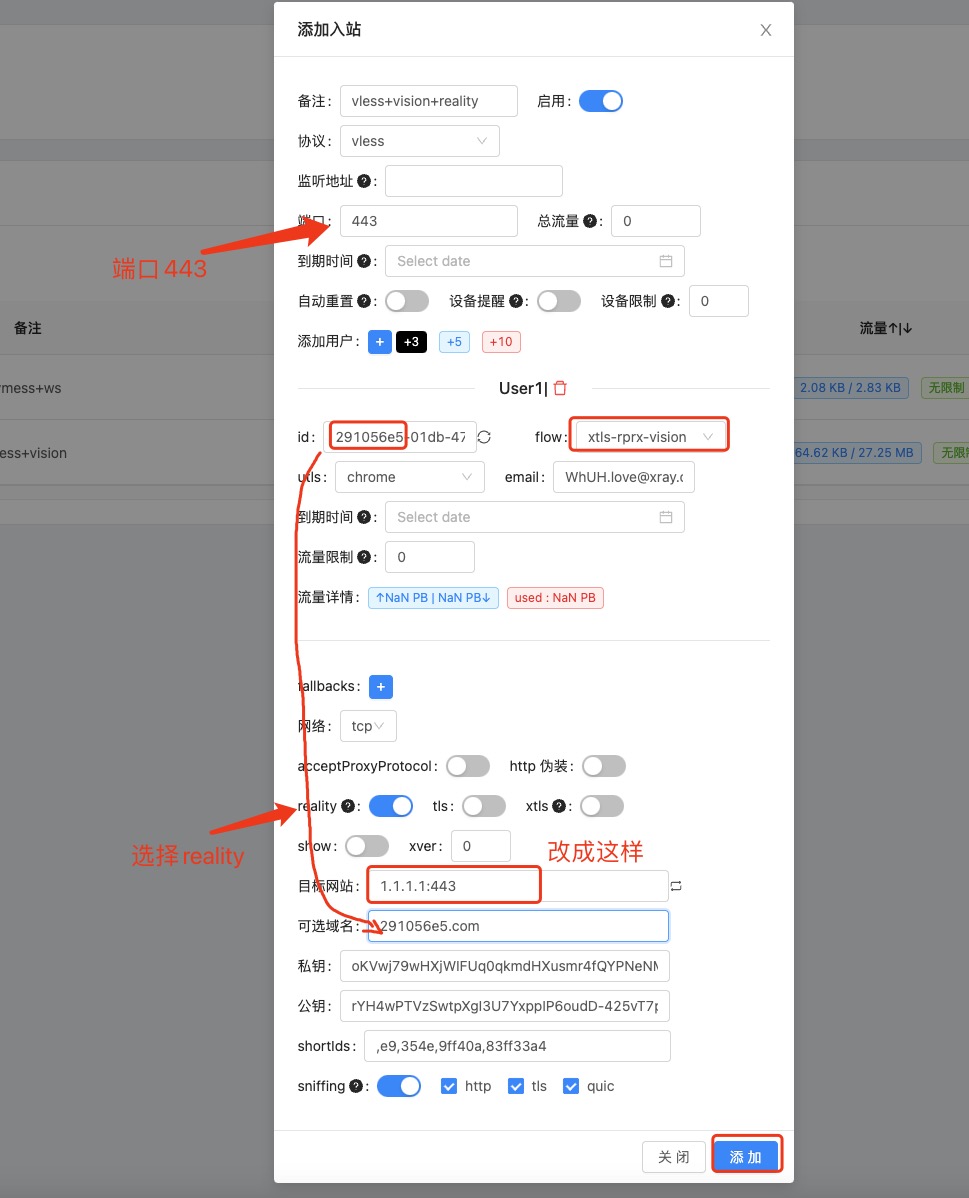 添加入站
备注: vless+vision+reality 启用:
协议: vless
监听地址 ? :
端口: 443 总流量 ? : 0
端口443
到期时间 ? : Select date
自动重置 ? : 设备提醒 ? : 设备限制 ? : 0
备注 流量↑|↓
添加用户: + +3 +5 +10
mess+ws 2.08 KB / 2.83 KB 无限制
User1|
id: 291056e5-01db-47 flow: xtls-rprx-vision
ess+vision 64.62 KB / 27.25 MB 无限
utls: chrome email: WhUH.love@xray.c
到期时间 ? : Select date
流量限制 ? : 0
流量详情: ↑NaN PB | NaN PB↓ used : NaN PB
fallbacks: +
网络: tcp
acceptProxyProtocol: http 伪装:
reality ? : tls: xtls ? :
选择reality
show: xver: 0 改成这样
目标网站: 1.1.1.1:443
可选域名: 291056e5.com
私钥: oKVwj79wHXjWlFUq0qkmdHXusmr4fQYPNeNM
公钥: rYH4wPTVzSwtpXgI3U7YxppIP6oudD-425vT7p
shortIds: ,e9,354e,9ff40a,83ff33a4
sniffing ? : http tls quic
关 闭 添 加